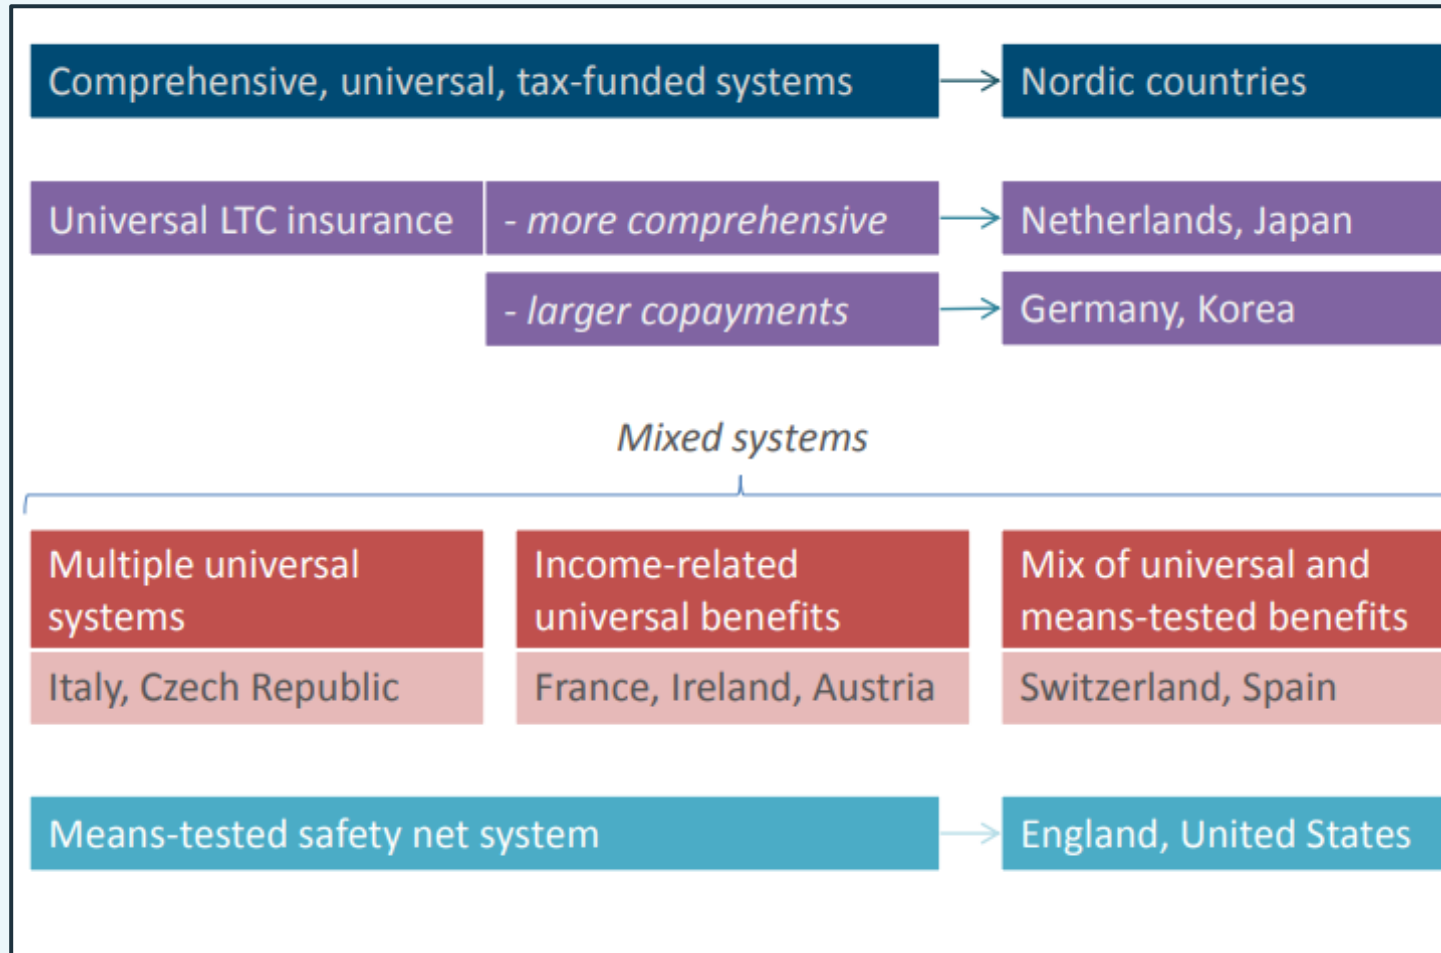 Comprehensive, universal, tax-funded systems
Nordic countries
Universal LTC insurance
- more comprehensive
Netherlands, Japan
- larger copayments
Germany, Korea
Mixed systems
Multiple universal
systems
Italy, Czech Republic
Income-related
universal benefits
France, Ireland, Austria
Mix of universal and
means-tested benefits
Switzerland, Spain
Means-tested safety net system
England, United States